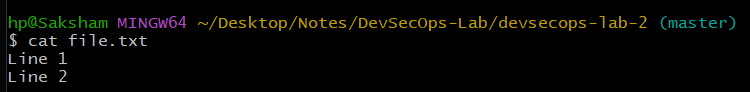 hp@Saksham MINGW64 ~/Desktop/Notes/DevSecOps-Lab/devsecops-lab-2 (master)
$ cat file.txt
Line 1
Line 2